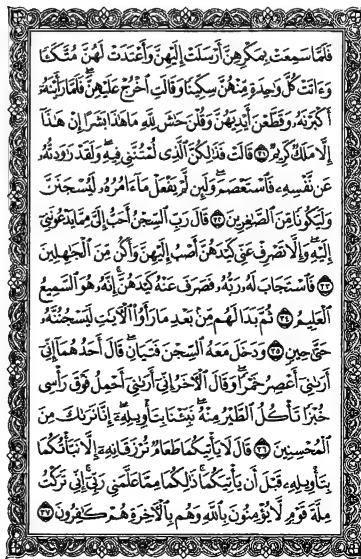 فَلَمَّا سَمِعَتْ بِمَكْرِهِنَّ أَرْسَلَتْ إِلَيْهِنَّ وَأَعْتَدَتْ لَهُنَّ مُتَّكَـًٔا
وَءَاتَتْ كُلَّ وَٰحِدَةٍ مِّنْهُنَّ سِكِّينًا وَقَالَتِ ٱخْرُجْ عَلَيْهِنَّ ۖ فَلَمَّا رَأَيْنَهُۥٓ
أَكْبَرْنَهُۥ وَقَطَّعْنَ أَيْدِيَهُنَّ وَقُلْنَ حَٰشَ لِلَّهِ مَا هَٰذَا بَشَرًا إِنْ هَٰذَآ
إِلَّا مَلَكٌ كَرِيمٌ ﴿٣١﴾ قَالَتْ فَذَٰلِكُنَّ ٱلَّذِى لُمْتُنَّنِى فِيهِ ۖ وَلَقَدْ رَٰوَدتُّهُۥ
عَن نَّفْسِهِۦ فَٱسْتَعْصَمَ ۖ وَلَئِن لَّمْ يَفْعَلْ مَآ ءَامُرُهُۥ لَيُسْجَنَنَّ
وَلَيَكُونًا مِّنَ ٱلصَّٰغِرِينَ ﴿٣٢﴾ قَالَ رَبِّ ٱلسِّجْنُ أَحَبُّ إِلَىَّ مِمَّا يَدْعُونَنِىٓ
إِلَيْهِ ۖ وَإِلَّا تَصْرِفْ عَنِّى كَيْدَهُنَّ أَصْبُ إِلَيْهِنَّ وَأَكُن مِّنَ ٱلْجَٰهِلِينَ
﴿٣٣﴾ فَٱسْتَجَابَ لَهُۥ رَبُّهُۥ فَصَرَفَ عَنْهُ كَيْدَهُنَّ ۚ إِنَّهُۥ هُوَ ٱلسَّمِيعُ
ٱلْعَلِيمُ ﴿٣٤﴾ ثُمَّ بَدَا لَهُم مِّنۢ بَعْدِ مَا رَأَوُا۟ ٱلْءَايَٰتِ لَيَسْجُنُنَّهُۥ
حَتَّىٰ حِينٍ ﴿٣٥﴾ وَدَخَلَ مَعَهُ ٱلسِّجْنَ فَتَيَانِ ۖ قَالَ أَحَدُهُمَآ إِنِّىٓ
أَرَىٰنِىٓ أَعْصِرُ خَمْرًا ۖ وَقَالَ ٱلْءَاخَرُ إِنِّىٓ أَرَىٰنِىٓ أَحْمِلُ فَوْقَ رَأْسِى
خُبْزًا تَأْكُلُ ٱلطَّيْرُ مِنْهُ ۖ نَبِّئْنَا بِتَأْوِيلِهِۦٓ ۖ إِنَّا نَرَىٰكَ مِنَ
ٱلْمُحْسِنِينَ ﴿٣٦﴾ قَالَ لَا يَأْتِيكُمَا طَعَامٌ تُرْزَقَانِهِۦٓ إِلَّا نَبَّأْتُكُمَا
بِتَأْوِيلِهِۦ قَبْلَ أَن يَأْتِيَكُمَا ۚ ذَٰلِكُمَا مِمَّا عَلَّمَنِى رَبِّىٓ ۚ إِنِّى تَرَكْتُ
مِلَّةَ قَوْمٍ لَّا يُؤْمِنُونَ بِٱللَّهِ وَهُم بِٱلْءَاخِرَةِ هُمْ كَٰفِرُونَ ﴿٣٧﴾